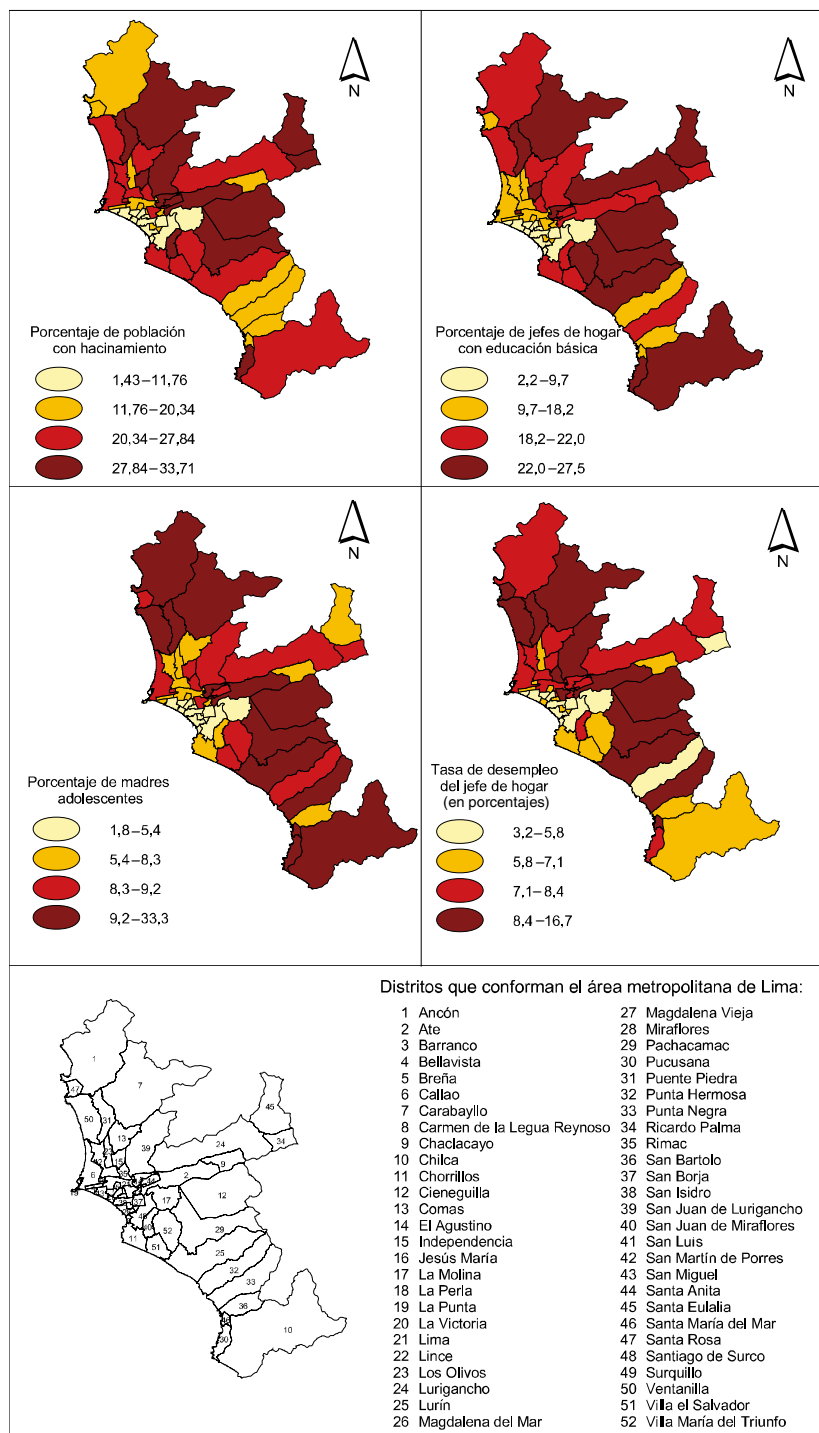 N
Porcentaje de población
con hacinamiento
1,43–11,76
11,76–20,34
20,34–27,84
27,84–33,71
N
Porcentaje de jefes de hogar
con educación básica
2,2–9,7
9,7–18,2
18,2–22,0
22,0–27,5
N
Porcentaje de madres
adolescentes
1,8–5,4
5,4–8,3
8,3–9,2
9,2–33,3
N
Tasa de desempleo
del jefe de hogar
(en porcentajes)
3,2–5,8
5,8–7,1
7,1–8,4
8,4–16,7
1
47
7
45
50
31
13
39
24
34
15
6
2
9
17
12
11
52
51
29
25
32
33
36
30
10
Distritos que conforman el área metropolitana de Lima:
1 Ancón
2 Ate
3 Barranco
4 Bellavista
5 Breña
6 Callao
7 Carabayllo
8 Carmen de la Legua Reynoso
9 Chaclacayo
10 Chilca
11 Chorrillos
12 Cieneguilla
13 Comas
14 El Agustino
15 Independencia
16 Jesús María
17 La Molina
18 La Perla
19 La Punta
20 La Victoria
21 Lima
22 Lince
23 Los Olivos
24 Lurigancho
25 Lurín
26 Magdalena del Mar
27 Magdalena Vieja
28 Miraflores
29 Pachacamac
30 Pucusana
31 Puente Piedra
32 Punta Hermosa
33 Punta Negra
34 Ricardo Palma
35 Rimac
36 San Bartolo
37 San Borja
38 San Isidro
39 San Juan de Lurigancho
40 San Juan de Miraflores
41 San Luis
42 San Martín de Porres
43 San Miguel
44 Santa Anita
45 Santa Eulalia
46 Santa María del Mar
47 Santa Rosa
48 Santiago de Surco
49 Surquillo
50 Ventanilla
51 Villa el Salvador
52 Villa María del Triunfo